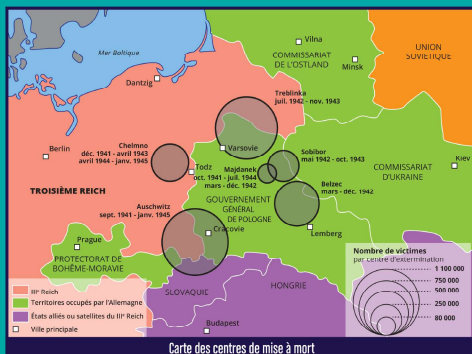 Mer Baltique
Vilna
COMMISSARIAT
DE L'OSTLAND
Minsk
UNION
SOVIÉTIQUE
Dantzig
Treblinka
juil. 1942 - nov. 1943
Berlin
Chelmno
déc. 1941 - avril 1943
avril 1944 - janv. 1945
Varsovie
Todz
Sobibor
mai 1942 - oct. 1943
Majdanek
oct. 1941 - juil. 1944
mars - déc. 1942
COMMISSARIAT
D'UKRAINE
Kiev
TROISIÈME REICH
Belzec
mars - déc. 1942
GOUVERNEMENT
GÉNÉRAL
DE POLOGNE
Auschwitz
sept. 1941 - janv. 1945
Cracovie
Lemberg
Prague
PROTECTORAT DE
BOHÊME-MORAVIE
SLOVAQUIE
HONGRIE
Budapest
IIIe Reich
Territoires occupés par l'Allemagne
États alliés ou satellites du IIIe Reich
Ville principale
Nombre de victimes
par centre d'extermination
1 100 000
750 000
500 000
250 000
80 000
Carte des centres de mise à mort